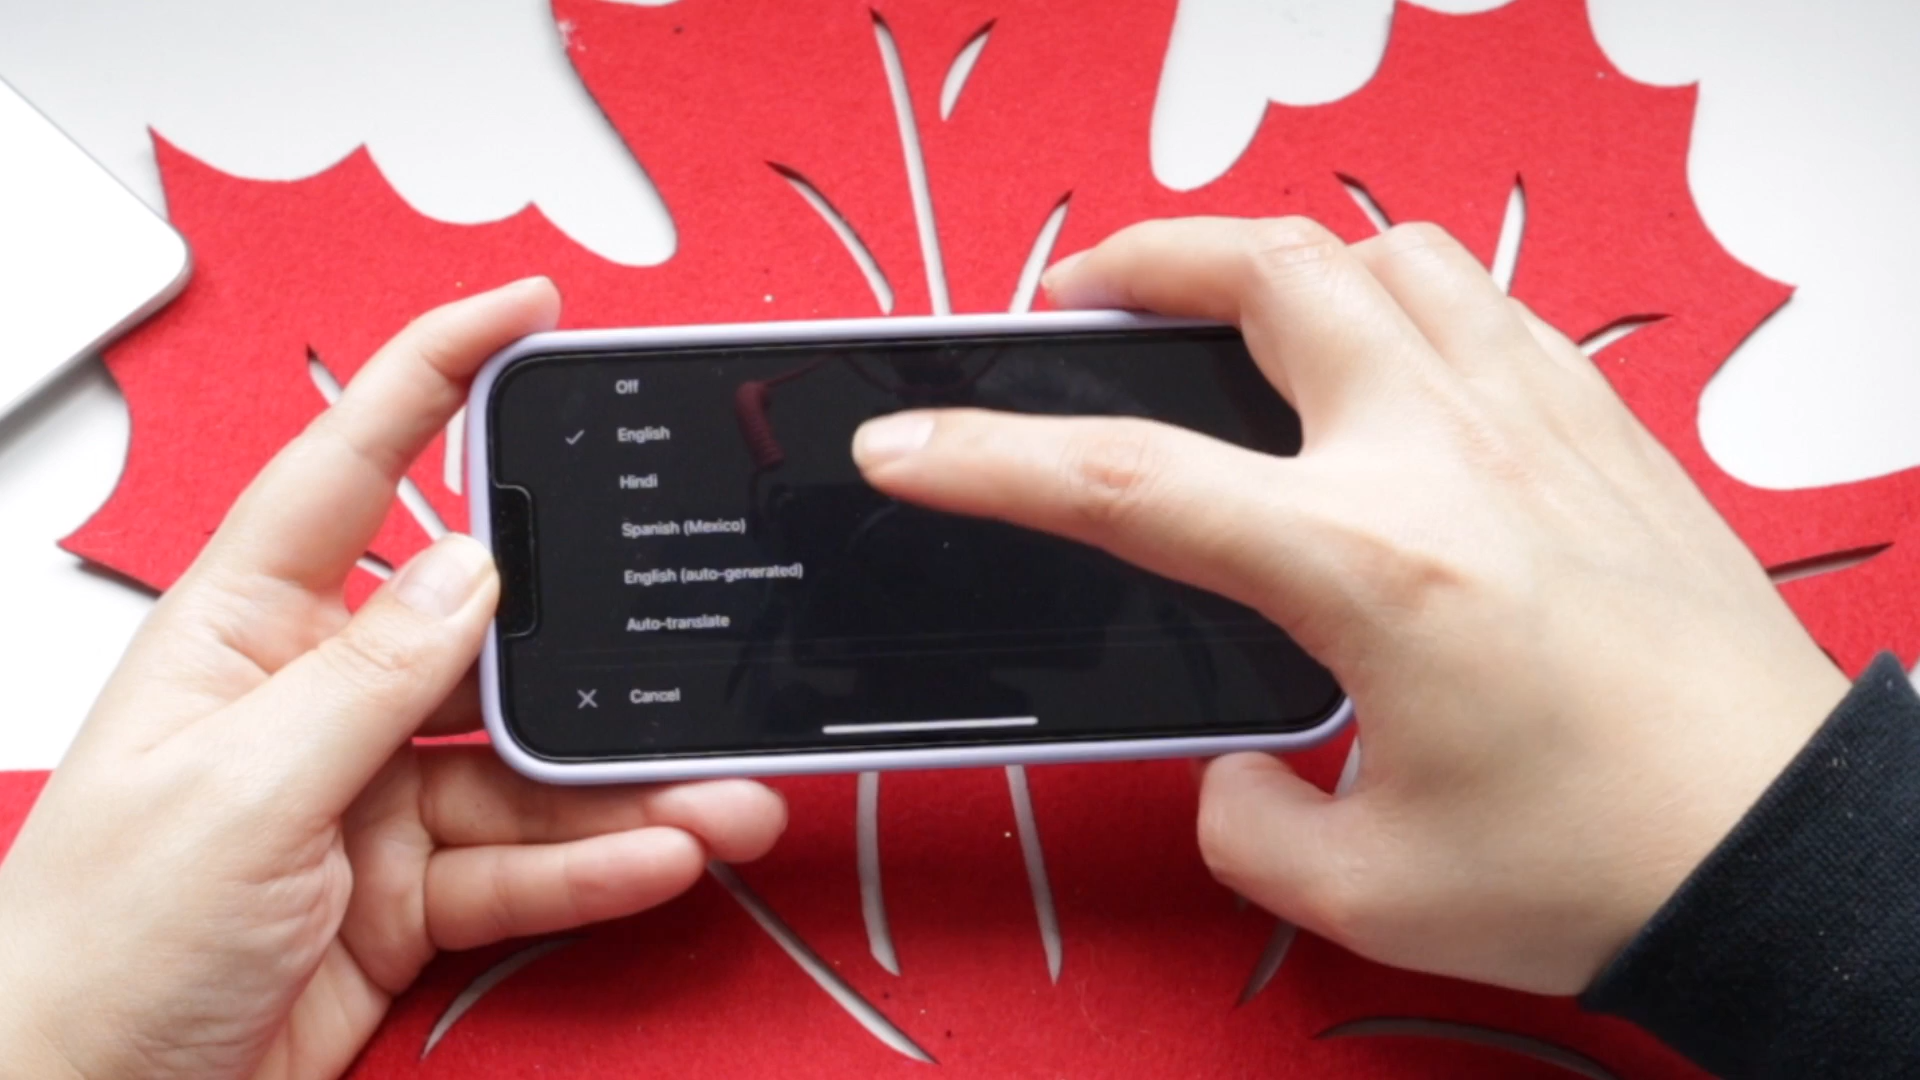 Off
English
Hindi
Spanish (Mexico)
English (auto-generated)
Auto-translate
Cancel